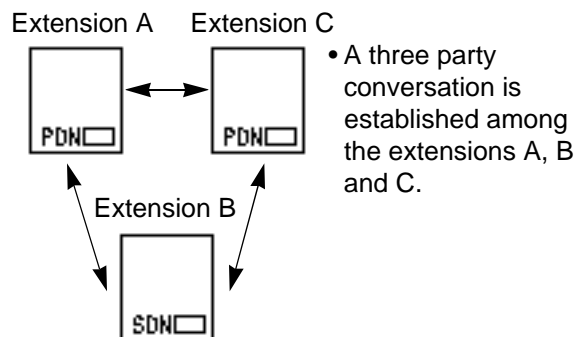 Extension A Extension C
• A three party
conversation is
established among
the extensions A, B
and C.
PDN PDN
Extension B
SDN